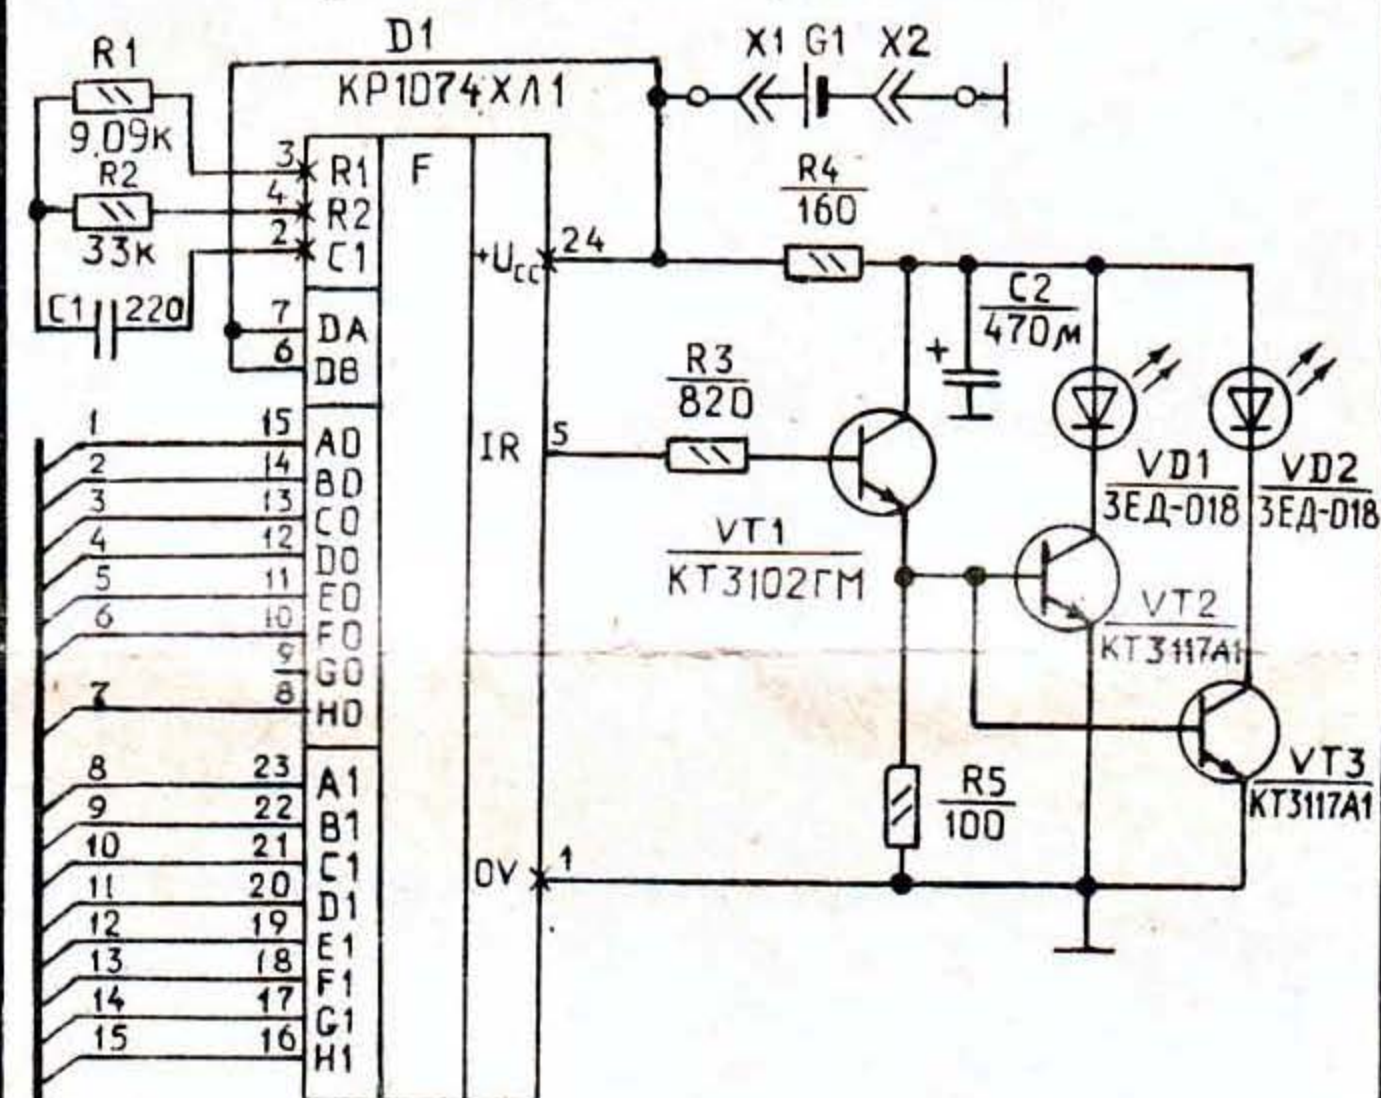 D1
КР1074ХЛ1
X1 G1 X2
R1
9.09к
R2
33к
C1 220
3 R1
4 R2
2 C1
7 DA
6 DB
F
+Ucc 24
IR 5
0V 1
R4
160
C2
470м
+
R3
820
VT1
КТ3102ГМ
VD1
ЗЕД-018
VD2
ЗЕД-018
VT2
КТ3117А1
VT3
КТ3117А1
R5
100
1 15 A0
2 14 B0
3 13 C0
4 12 D0
5 11 E0
6 10 F0
9 G0
7 8 H0
8 23 A1
9 22 B1
10 21 C1
11 20 D1
12 19 E1
13 18 F1
14 17 G1
15 16 H1